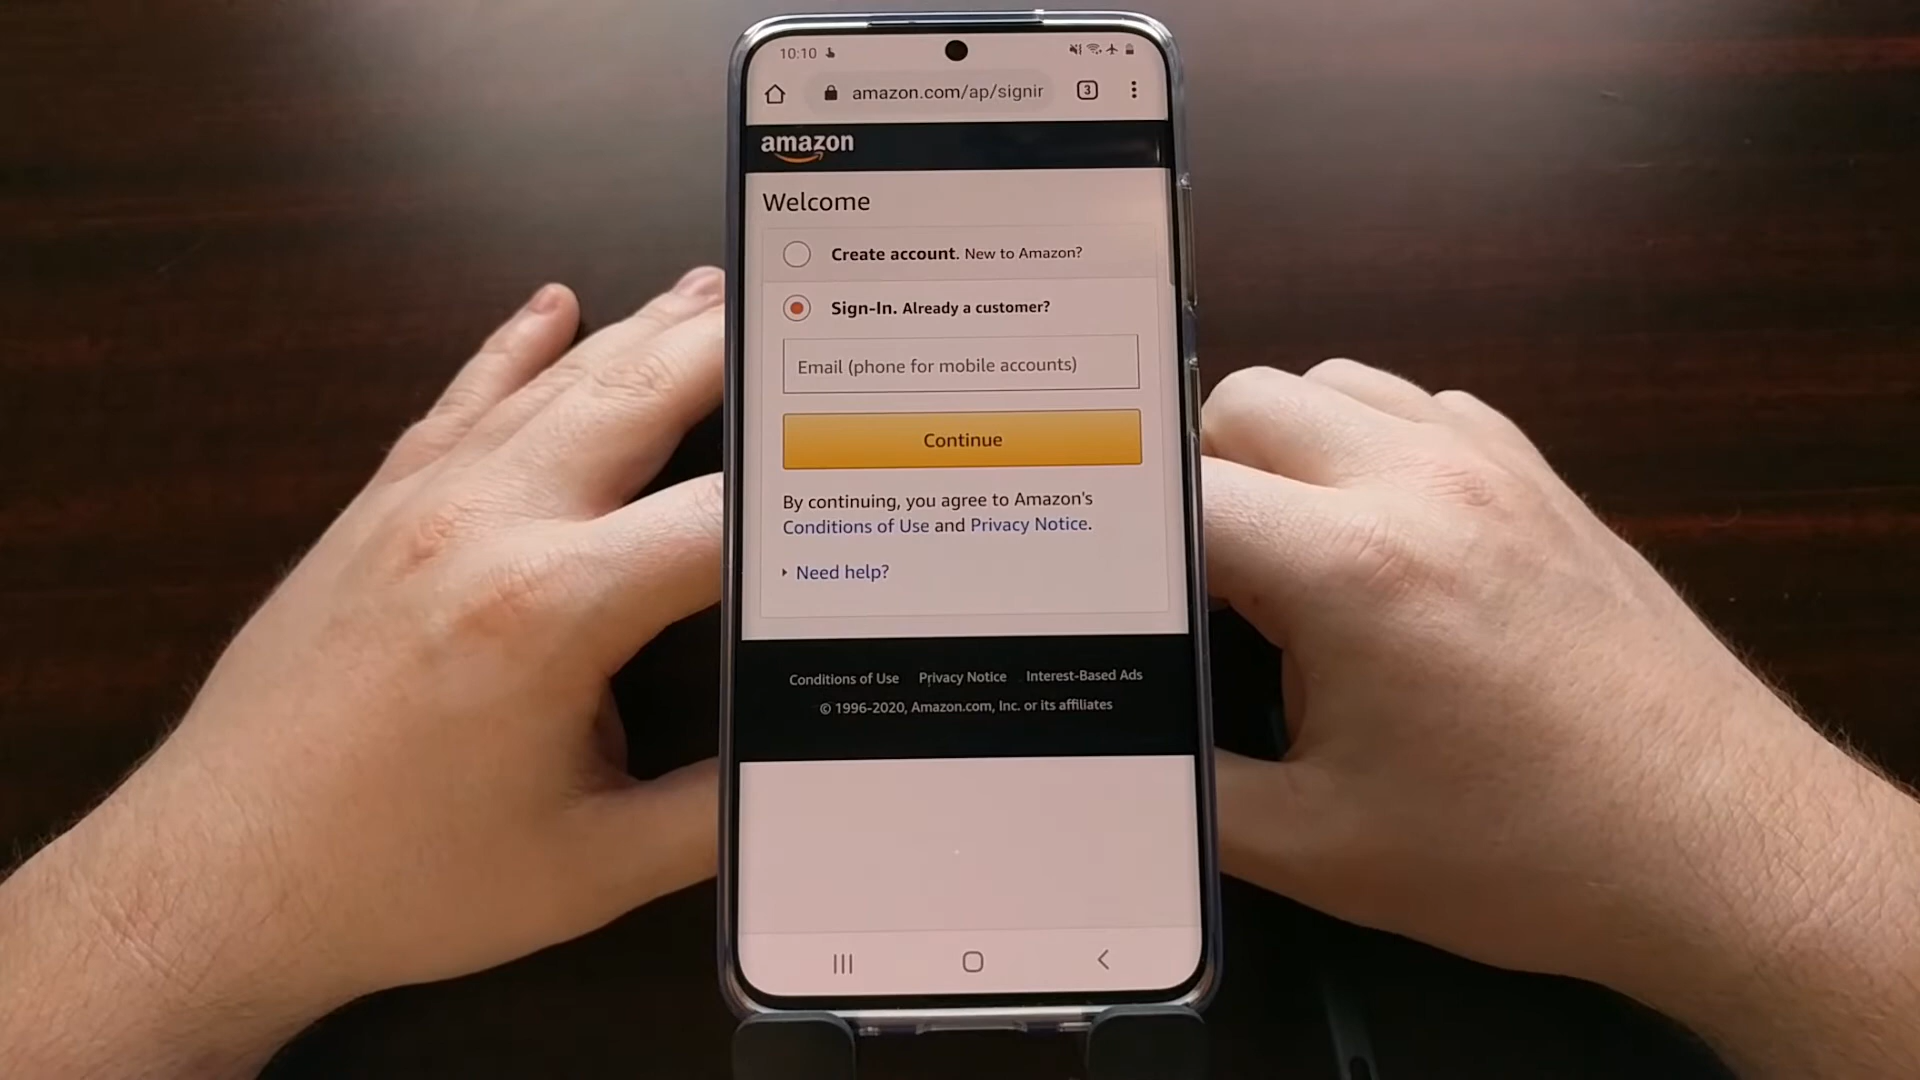 10:10
amazon.com/ap/signir
3
amazon
Welcome
Create account. New to Amazon?
Sign-In. Already a customer?
Email (phone for mobile accounts)
Continue
By continuing, you agree to Amazon's
Conditions of Use and Privacy Notice.
Need help?
Conditions of Use Privacy Notice Interest-Based Ads
© 1996-2020, Amazon.com, Inc. or its affiliates